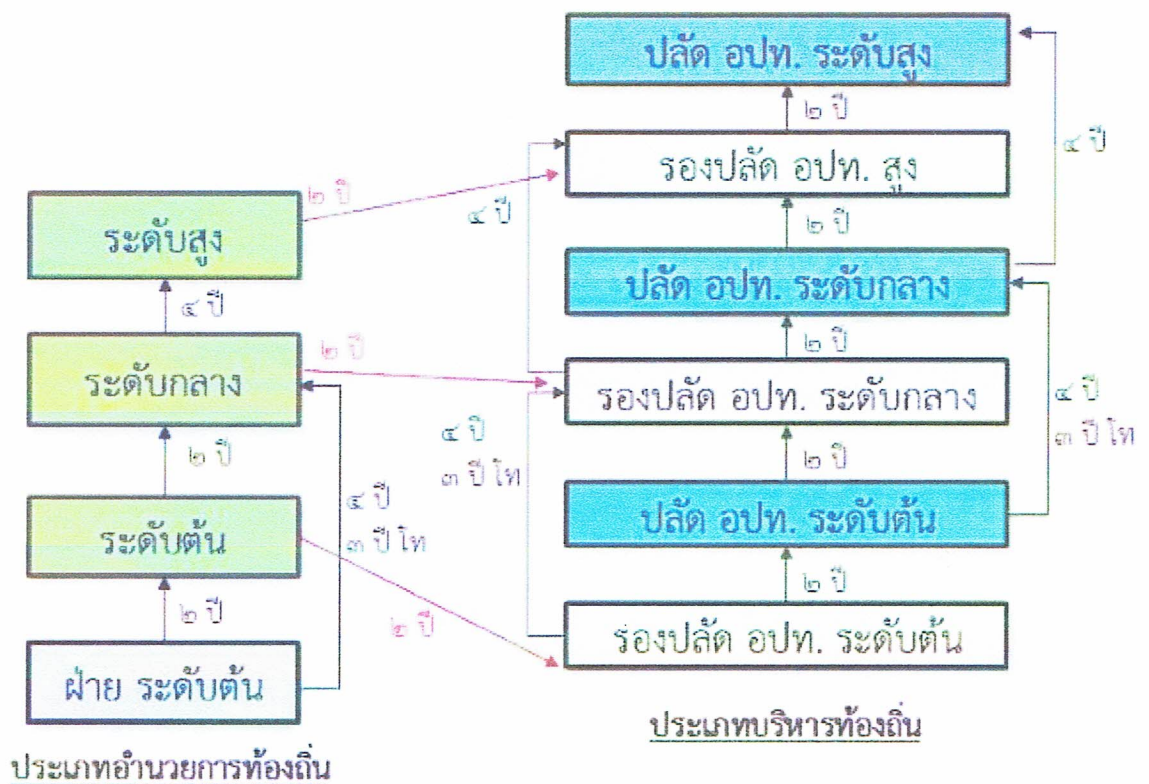 ปลัด อปท. ระดับสูง
๒ ปี
๔ ปี
รองปลัด อปท. สูง
๒ ปี
๔ ปี
๒ ปี
ระดับสูง
ปลัด อปท. ระดับกลาง
๔ ปี
๒ ปี
๒ ปี
ระดับกลาง
รองปลัด อปท. ระดับกลาง
๔ ปี
๓ ปี โท
๔ ปี
๓ ปี โท
๒ ปี
๒ ปี
ปลัด อปท. ระดับต้น
๔ ปี
๓ ปี โท
ระดับต้น
๒ ปี
๒ ปี
๒ ปี
รองปลัด อปท. ระดับต้น
ฝ่าย ระดับต้น
ประเภทบริหารท้องถิ่น
ประเภทอำนวยการท้องถิ่น